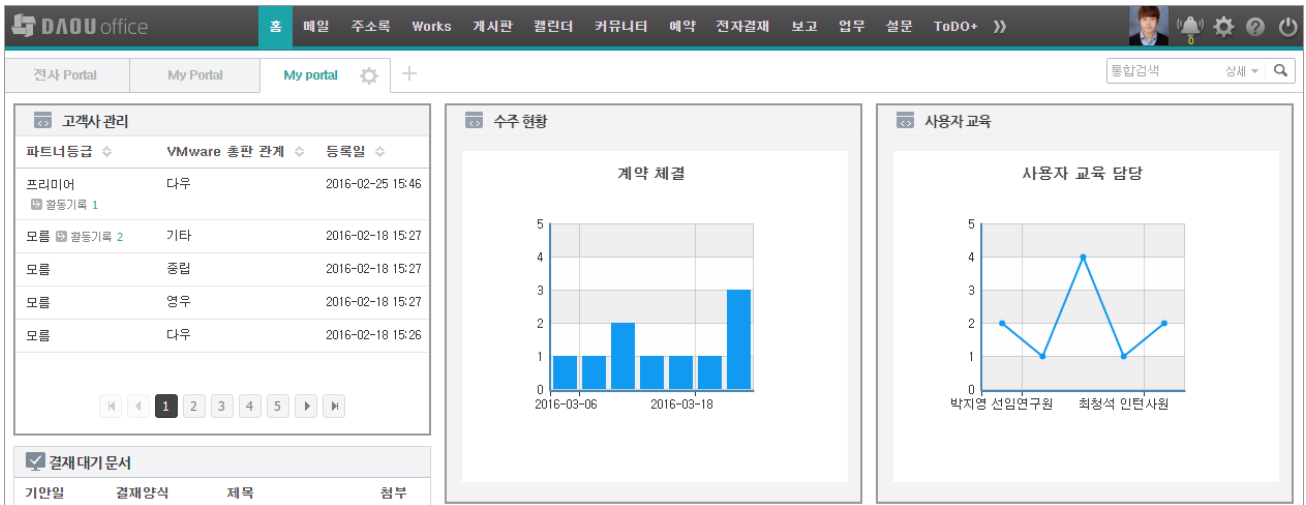 DAOU office 홈 메일 주소록 Works 게시판 캘린더 커뮤니티 예약 전자결재 보고 업무 설문 ToDO+
전사 Portal My Portal My portal 통합검색 상세
고객사 관리
파트너등급 VMware 총판 관계 등록일
프리미어 다우 2016-02-25 15:46
활동기록 1
모름 활동기록 2 기타 2016-02-18 15:27
모름 중립 2016-02-18 15:27
모름 영우 2016-02-18 15:27
모름 다우 2016-02-18 15:26
1 2 3 4 5
결재 대기 문서
기안일 결재양식 제목 첨부
수주 현황
계약 체결
5
4
3
2
1
0
2016-03-06 2016-03-18
사용자 교육
사용자 교육 담당
5
4
3
2
1
0
박지영 선임연구원 최청석 인턴사원